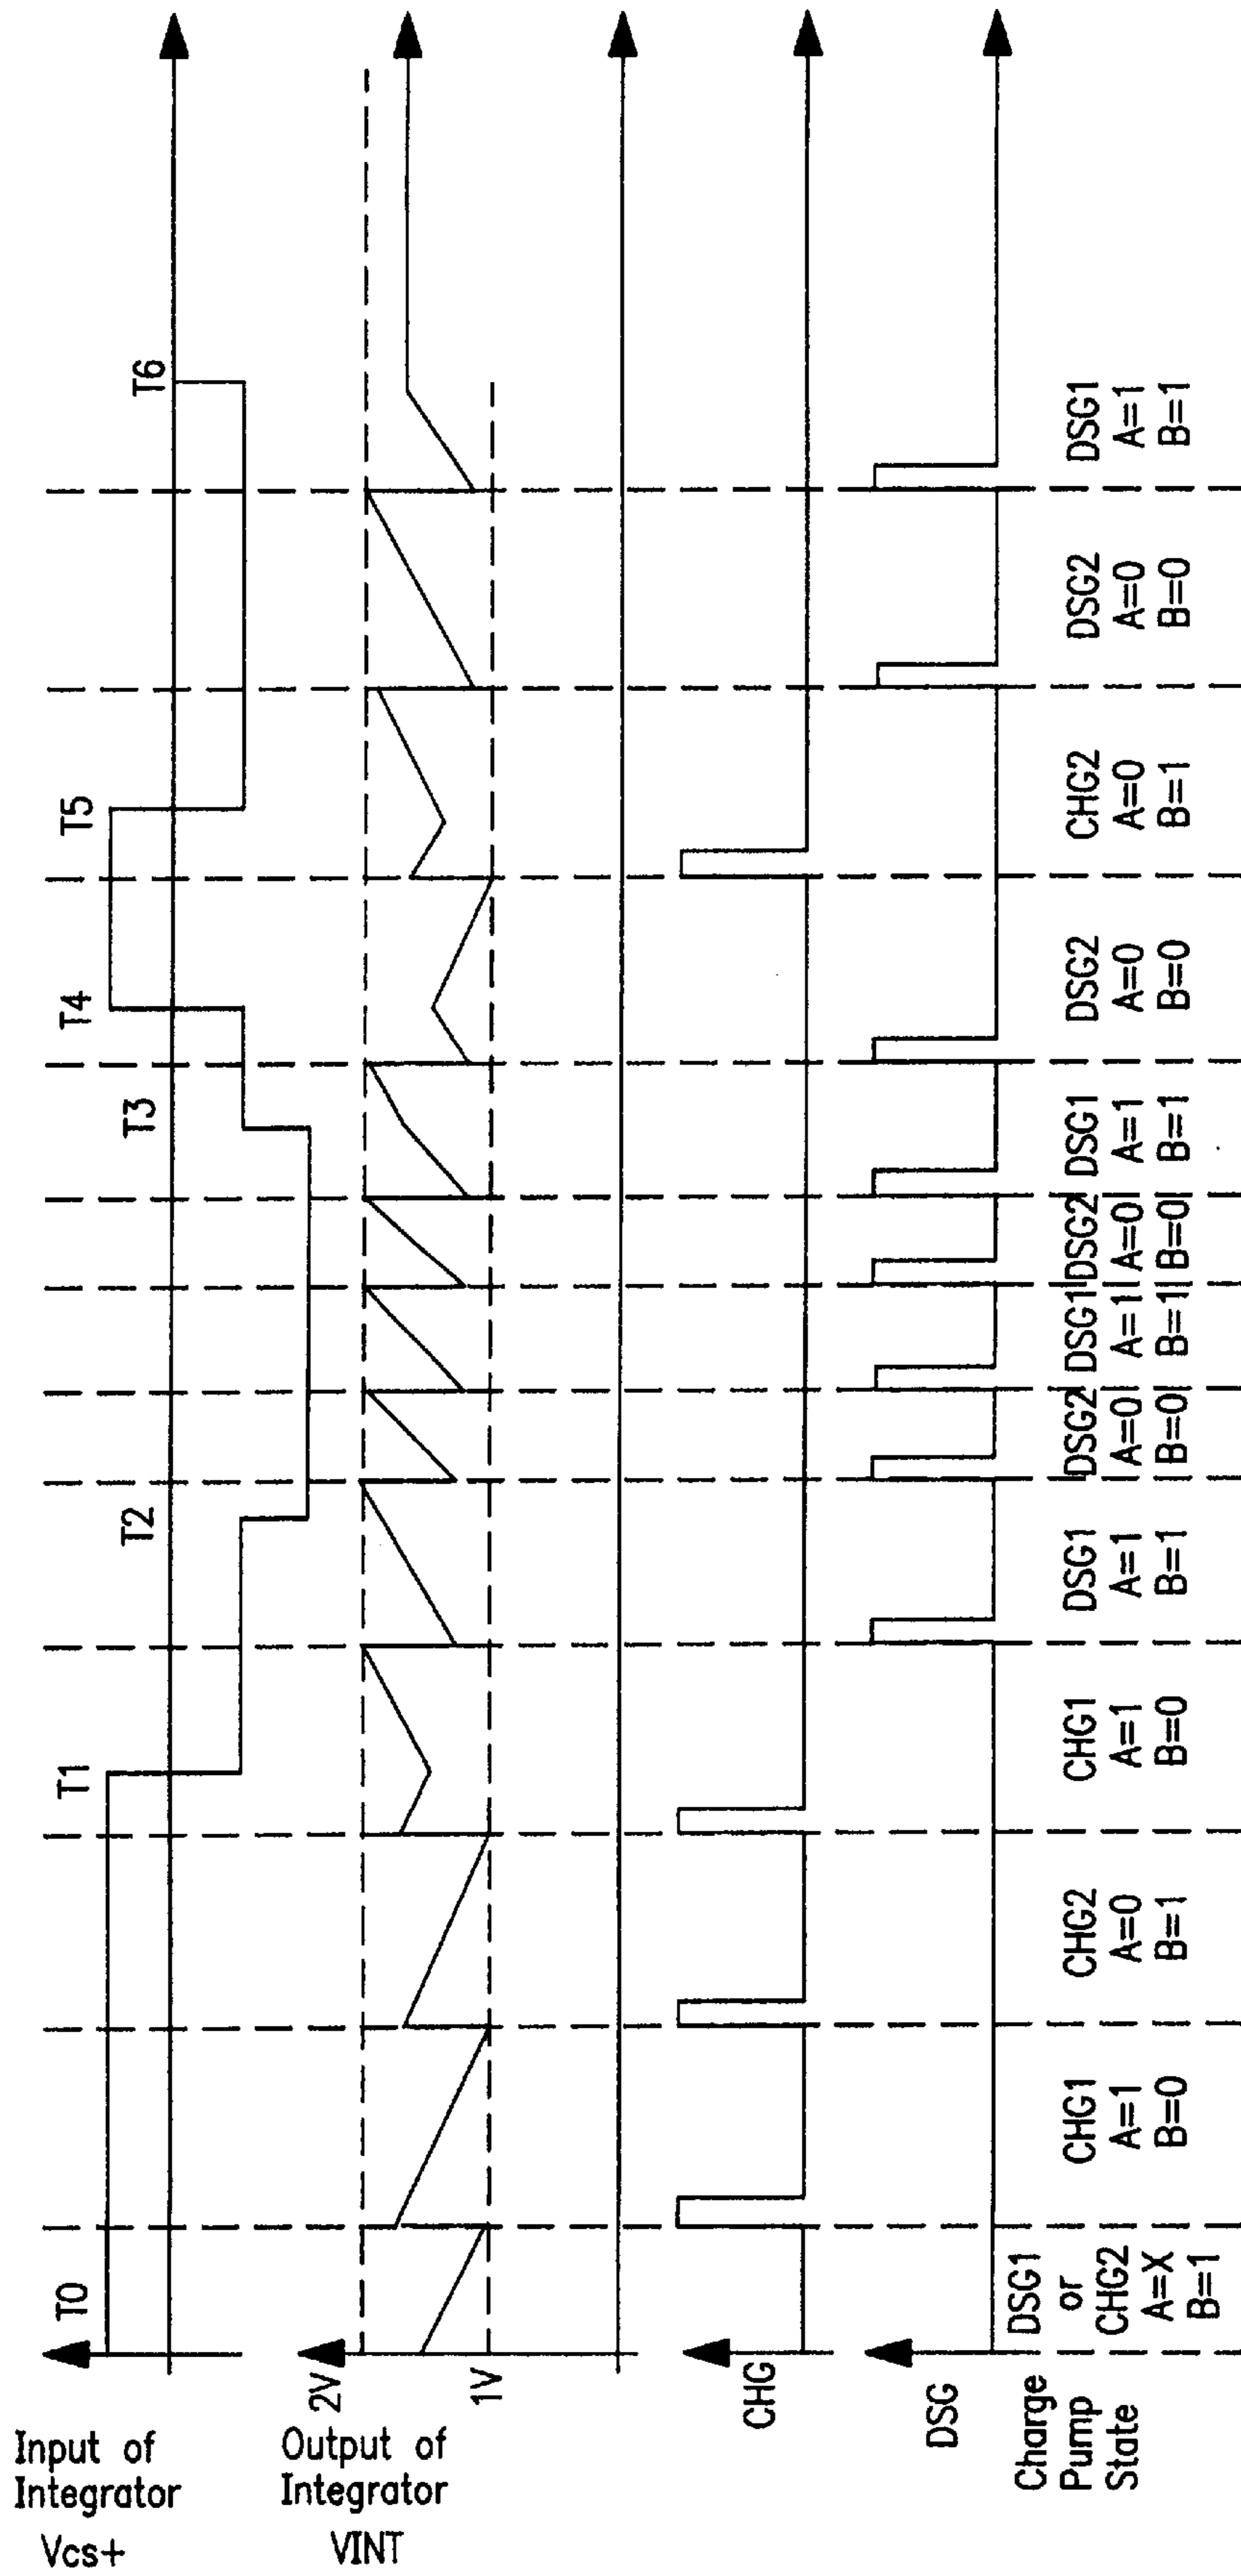 T0
T1
T2
T3
T4
T5
T6
Input of
Integrator
Vcs+
2V
1V
Output of
Integrator
VINT
CHG
DSG
Charge
Pump
State
DSG1
or
CHG2
A=X
B=1
CHG1
A=1
B=0
CHG2
A=0
B=1
CHG1
A=1
B=0
DSG1
A=1
B=1
DSG2
A=0
B=0
DSG1
A=1
B=1
DSG2
A=0
B=0
DSG1
A=1
B=1
DSG2
A=0
B=0
CHG2
A=0
B=1
DSG2
A=0
B=0
DSG1
A=1
B=1